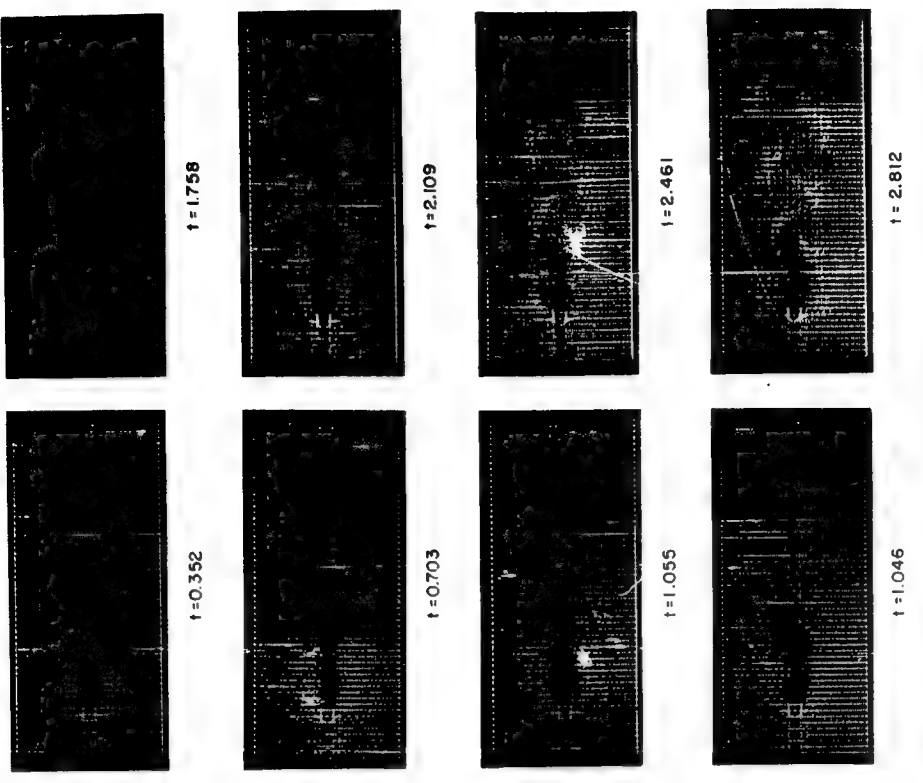 t = 1.758
t = 2.109
t = 2.461
t = 2.812
t = 0.352
t = 0.703
t = 1.055
t = 1.046